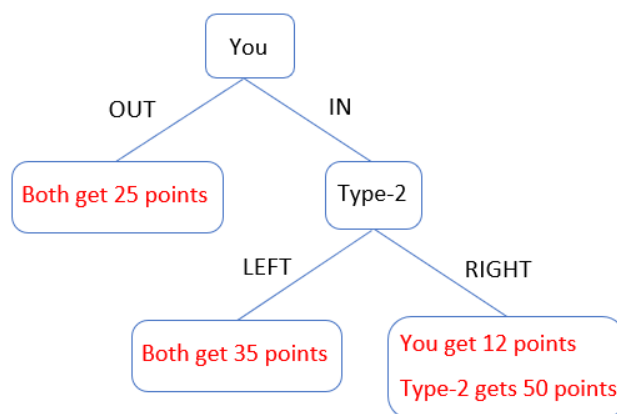 You
OUT
IN
Both get 25 points
Type-2
LEFT
RIGHT
Both get 35 points
You get 12 points
Type-2 gets 50 points